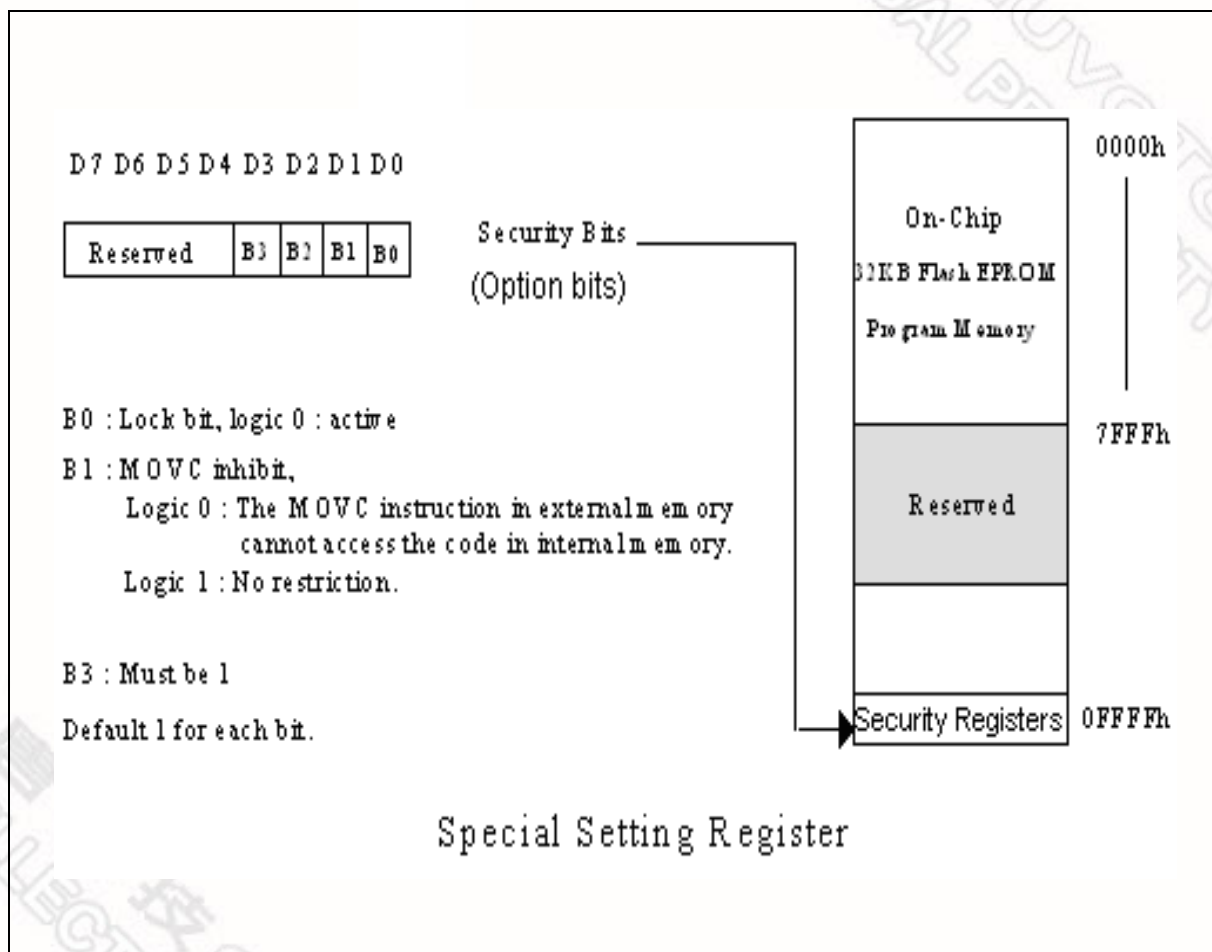 D7 D6 D5 D4 D3 D2 D1 D0
Reserved B3 B2 B1 B0
Security Bits
(Option bits)
B0 : Lock bit, logic 0 : active
B1 : MOVC inhibit,
Logic 0 : The MOVC instruction in external memory
cannot access the code in internal memory.
Logic 1 : No restriction.
B3 : Must be 1
Default 1 for each bit.
0000h
On-Chip
32KB Flash EPROM
Program Memory
7FFFh
Reserved
Security Registers 0FFFFh
Special Setting Register